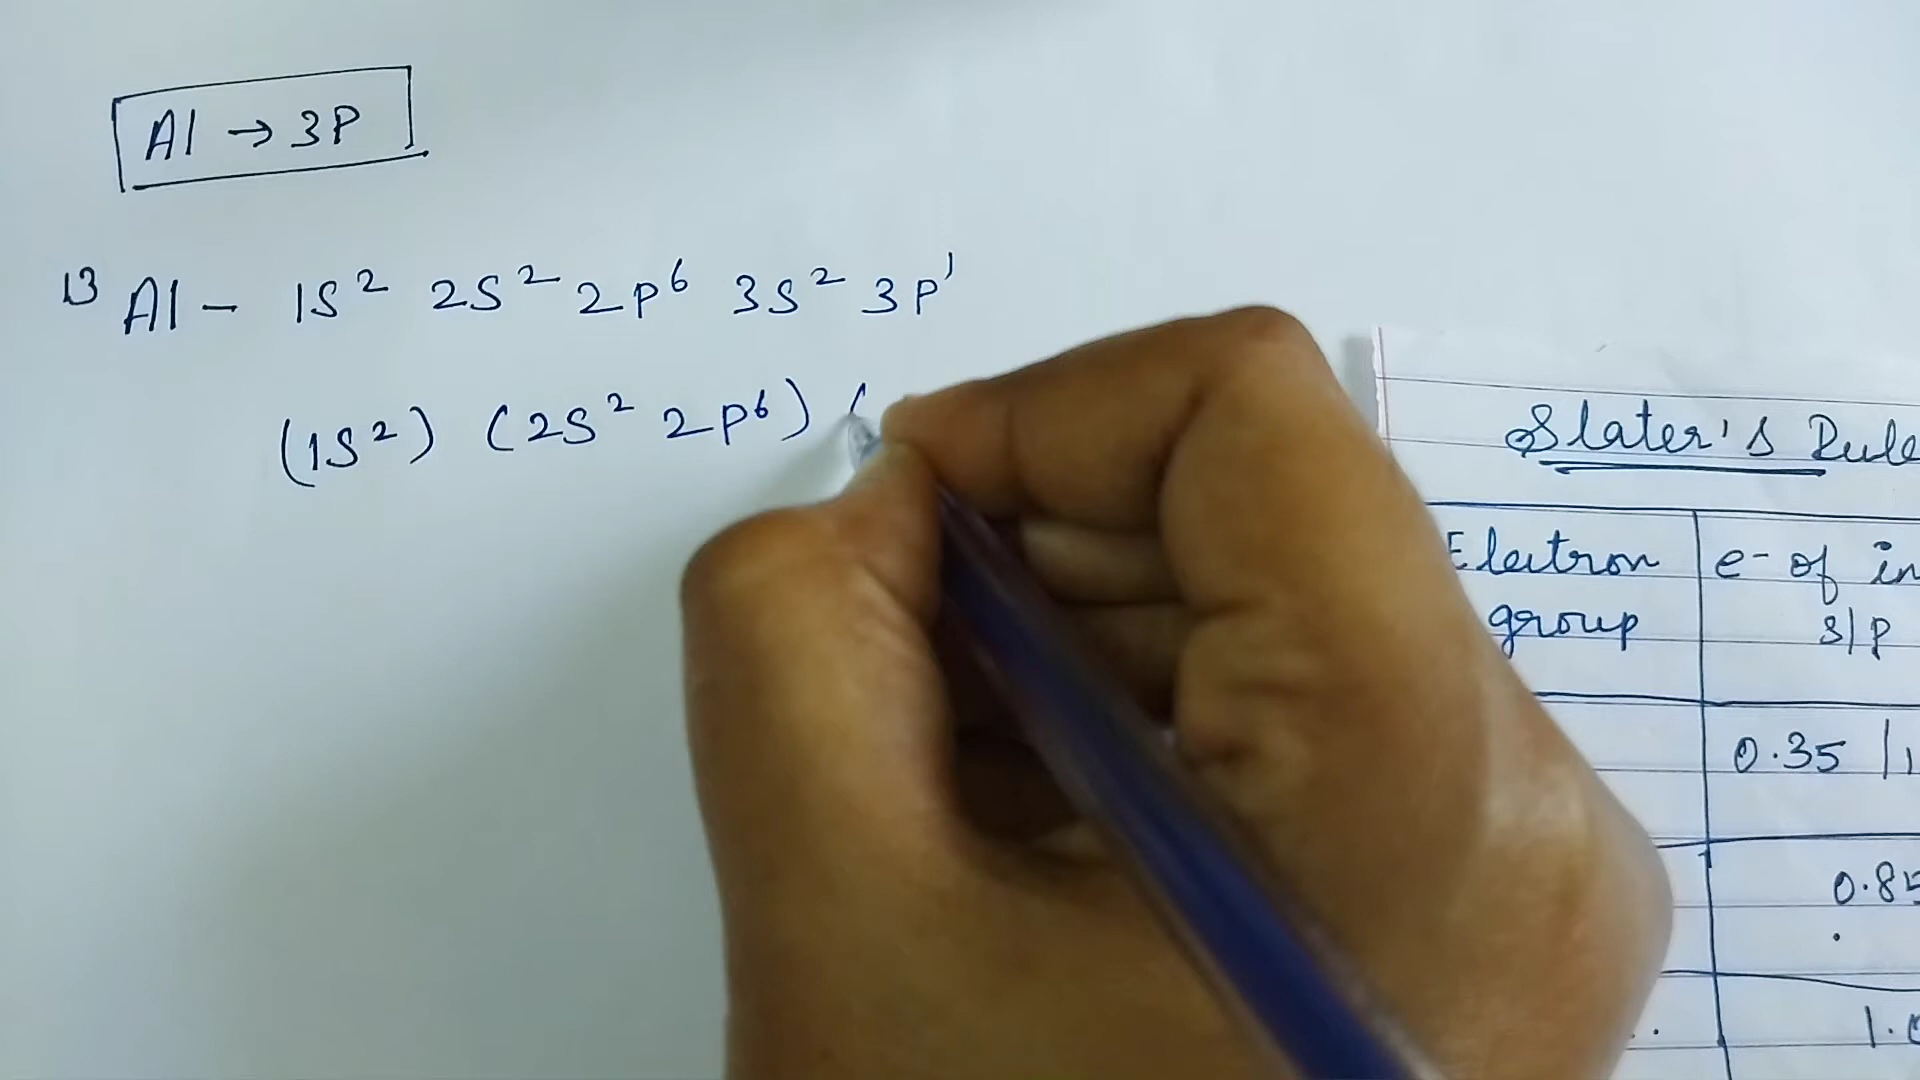 Al → 3P
13 Al - 1s² 2s² 2p⁶ 3s² 3p¹
(1s²) (2s² 2p⁶) (
Slater's Rule
Electron
group
e- of in
s/p
0.35 / 1
0.85
1.0